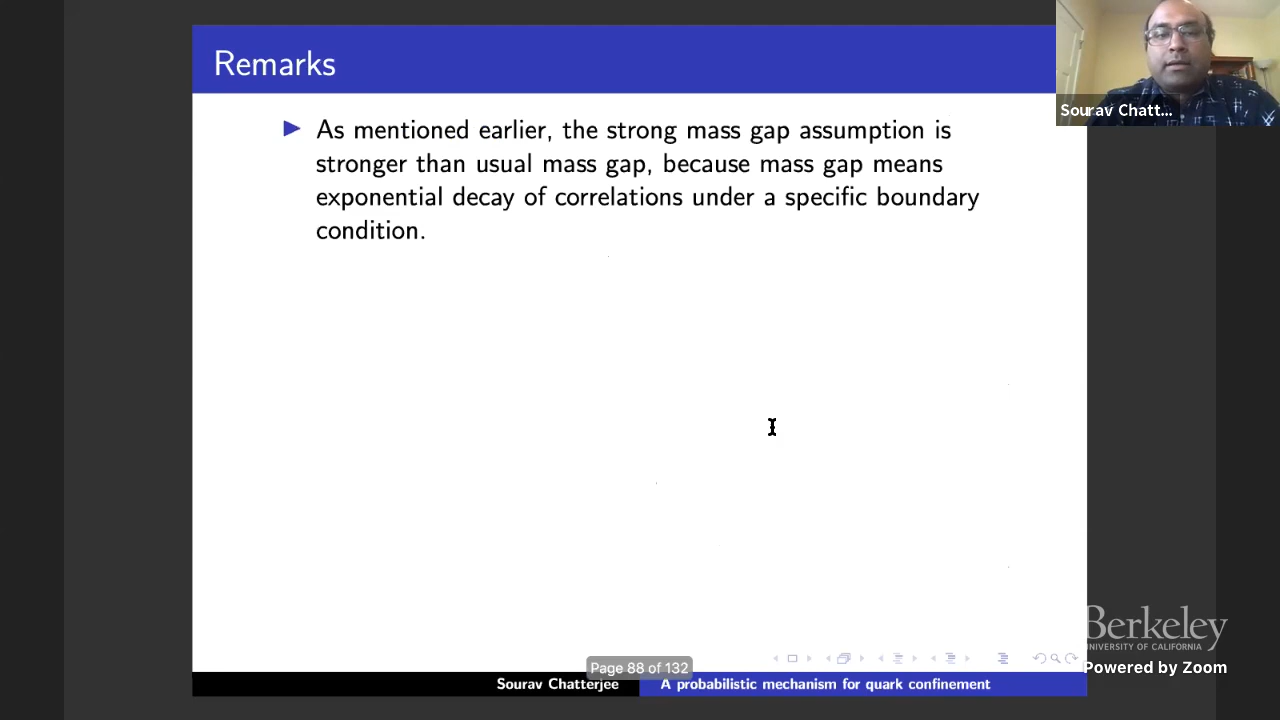 Remarks
Sourav Chatt...
As mentioned earlier, the strong mass gap assumption is
stronger than usual mass gap, because mass gap means
exponential decay of correlations under a specific boundary
condition.
Berkeley
UNIVERSITY OF CALIFORNIA
Page 88 of 132
Powered by Zoom
Sourav Chatterjee
A probabilistic mechanism for quark confinement